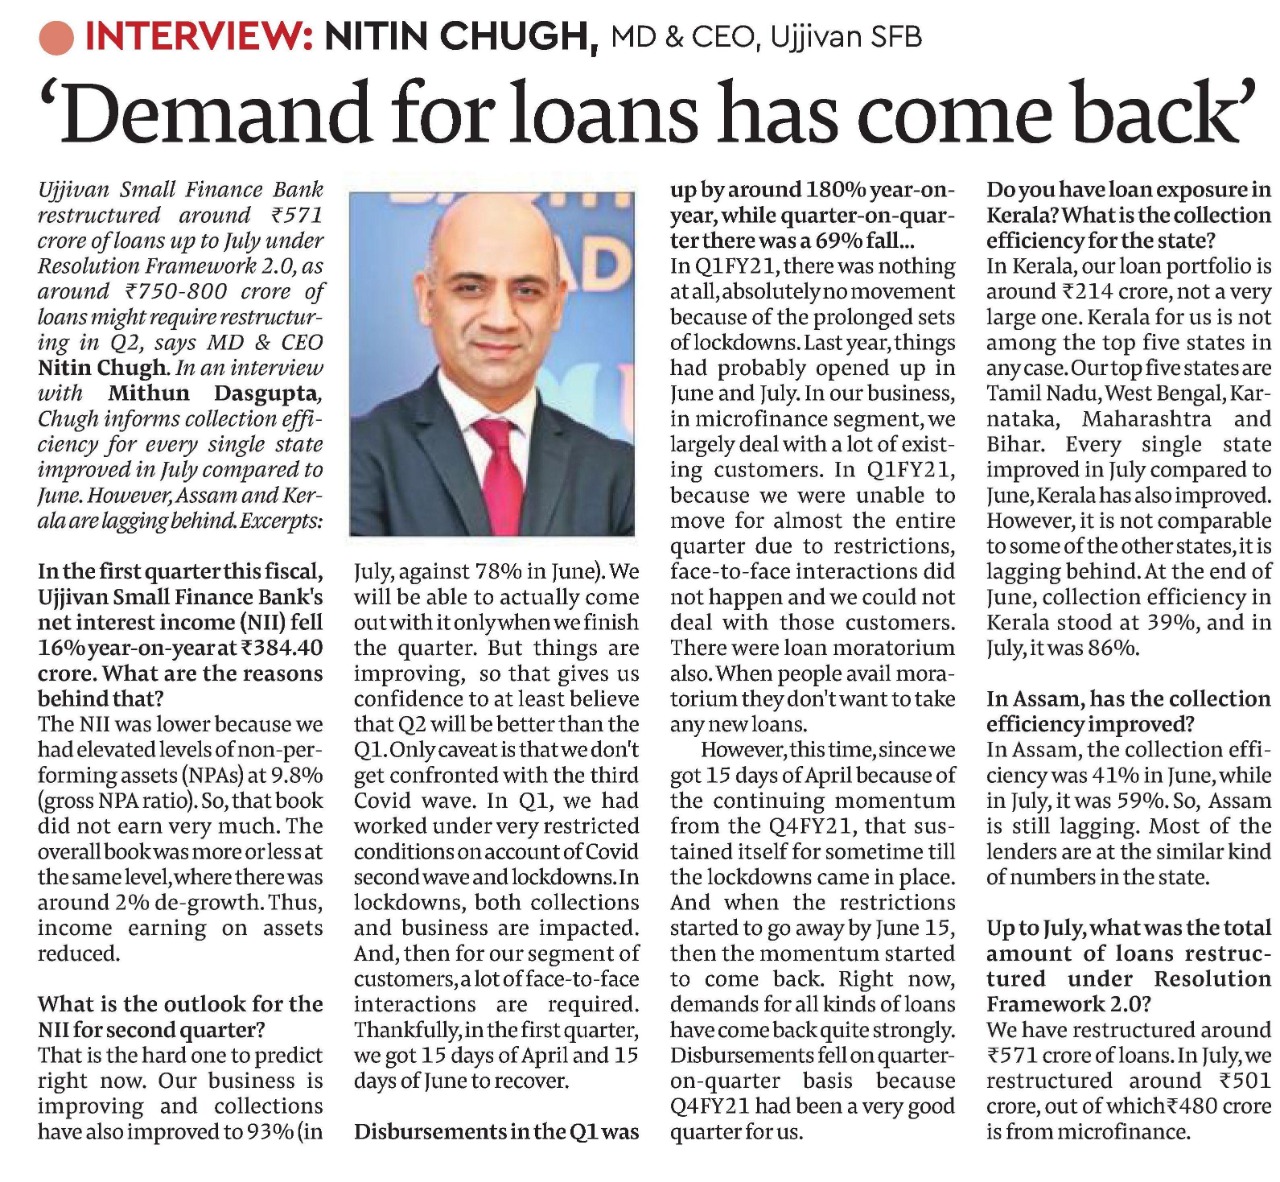 INTERVIEW: NITIN CHUGH, MD & CEO, Ujjivan SFB
‘Demand for loans has come back’
Ujjivan Small Finance Bank
restructured around ₹571
crore of loans up to July under
Resolution Framework 2.0, as
around ₹750-800 crore of
loans might require restructur-
ing in Q2, says MD & CEO
Nitin Chugh. In an interview
with Mithun Dasgupta,
Chugh informs collection effi-
ciency for every single state
improved in July compared to
June. However, Assam and Ker-
ala are lagging behind. Excerpts:
In the first quarter this fiscal,
Ujjivan Small Finance Bank's
net interest income (NII) fell
16% year-on-year at ₹384.40
crore. What are the reasons
behind that?
The NII was lower because we
had elevated levels of non-per-
forming assets (NPAs) at 9.8%
(gross NPA ratio). So, that book
did not earn very much. The
overall book was more or less at
the same level, where there was
around 2% de-growth. Thus,
income earning on assets
reduced.
What is the outlook for the
NII for second quarter?
That is the hard one to predict
right now. Our business is
improving and collections
have also improved to 93% (in
July, against 78% in June). We
will be able to actually come
out with it only when we finish
the quarter. But things are
improving, so that gives us
confidence to at least believe
that Q2 will be better than the
Q1. Only caveat is that we don't
get confronted with the third
Covid wave. In Q1, we had
worked under very restricted
conditions on account of Covid
second wave and lockdowns. In
lockdowns, both collections
and business are impacted.
And, then for our segment of
customers, a lot of face-to-face
interactions are required.
Thankfully, in the first quarter,
we got 15 days of April and 15
days of June to recover.
Disbursements in the Q1 was
up by around 180% year-on-
year, while quarter-on-quar-
ter there was a 69% fall...
In Q1FY21, there was nothing
at all, absolutely no movement
because of the prolonged sets
of lockdowns. Last year, things
had probably opened up in
June and July. In our business,
in microfinance segment, we
largely deal with a lot of exist-
ing customers. In Q1FY21,
because we were unable to
move for almost the entire
quarter due to restrictions,
face-to-face interactions did
not happen and we could not
deal with those customers.
There were loan moratorium
also. When people avail mora-
torium they don't want to take
any new loans.
However, this time, since we
got 15 days of April because of
the continuing momentum
from the Q4FY21, that sus-
tained itself for sometime till
the lockdowns came in place.
And when the restrictions
started to go away by June 15,
then the momentum started
to come back. Right now,
demands for all kinds of loans
have come back quite strongly.
Disbursements fell on quarter-
on-quarter basis because
Q4FY21 had been a very good
quarter for us.
Do you have loan exposure in
Kerala? What is the collection
efficiency for the state?
In Kerala, our loan portfolio is
around ₹214 crore, not a very
large one. Kerala for us is not
among the top five states in
any case. Our top five states are
Tamil Nadu, West Bengal, Kar-
nataka, Maharashtra and
Bihar. Every single state
improved in July compared to
June, Kerala has also improved.
However, it is not comparable
to some of the other states, it is
lagging behind. At the end of
June, collection efficiency in
Kerala stood at 39%, and in
July, it was 86%.
In Assam, has the collection
efficiency improved?
In Assam, the collection effi-
ciency was 41% in June, while
in July, it was 59%. So, Assam
is still lagging. Most of the
lenders are at the similar kind
of numbers in the state.
Up to July, what was the total
amount of loans restruc-
tured under Resolution
Framework 2.0?
We have restructured around
₹571 crore of loans. In July, we
restructured around ₹501
crore, out of which ₹480 crore
is from microfinance.